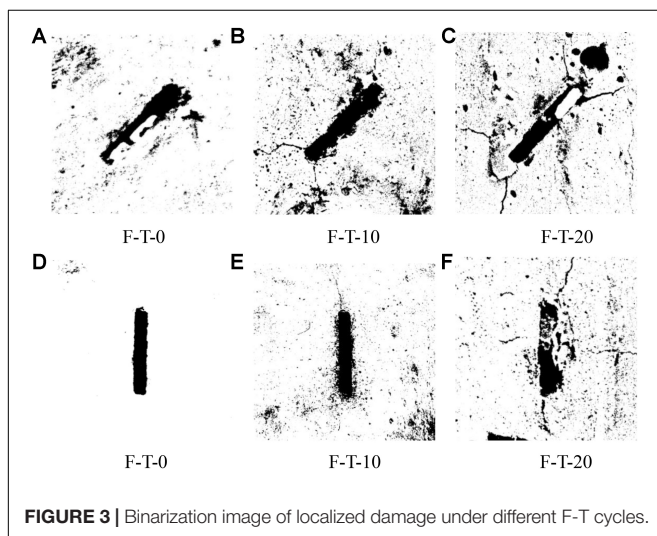 A
B
C
F-T-0
F-T-10
F-T-20
D
E
F
F-T-0
F-T-10
F-T-20
FIGURE 3 | Binarization image of localized damage under different F-T cycles.